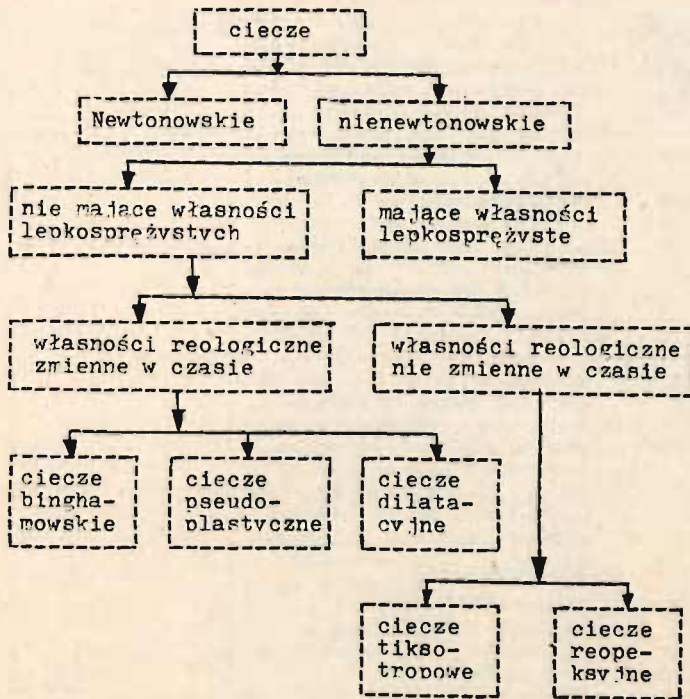 ciecze
Newtonowskie
nienewtonowskie
nie mające własności
lepkosprężystych
mające własności
lepkosprężyste
własności reologiczne
zmienne w czasie
własności reologiczne
nie zmienne w czasie
ciecze
bingha-
mowskie
ciecze
pseudo-
plastyczne
ciecze
dilata-
cyjne
ciecze
tikso-
tropowe
ciecze
reope-
ksyjne